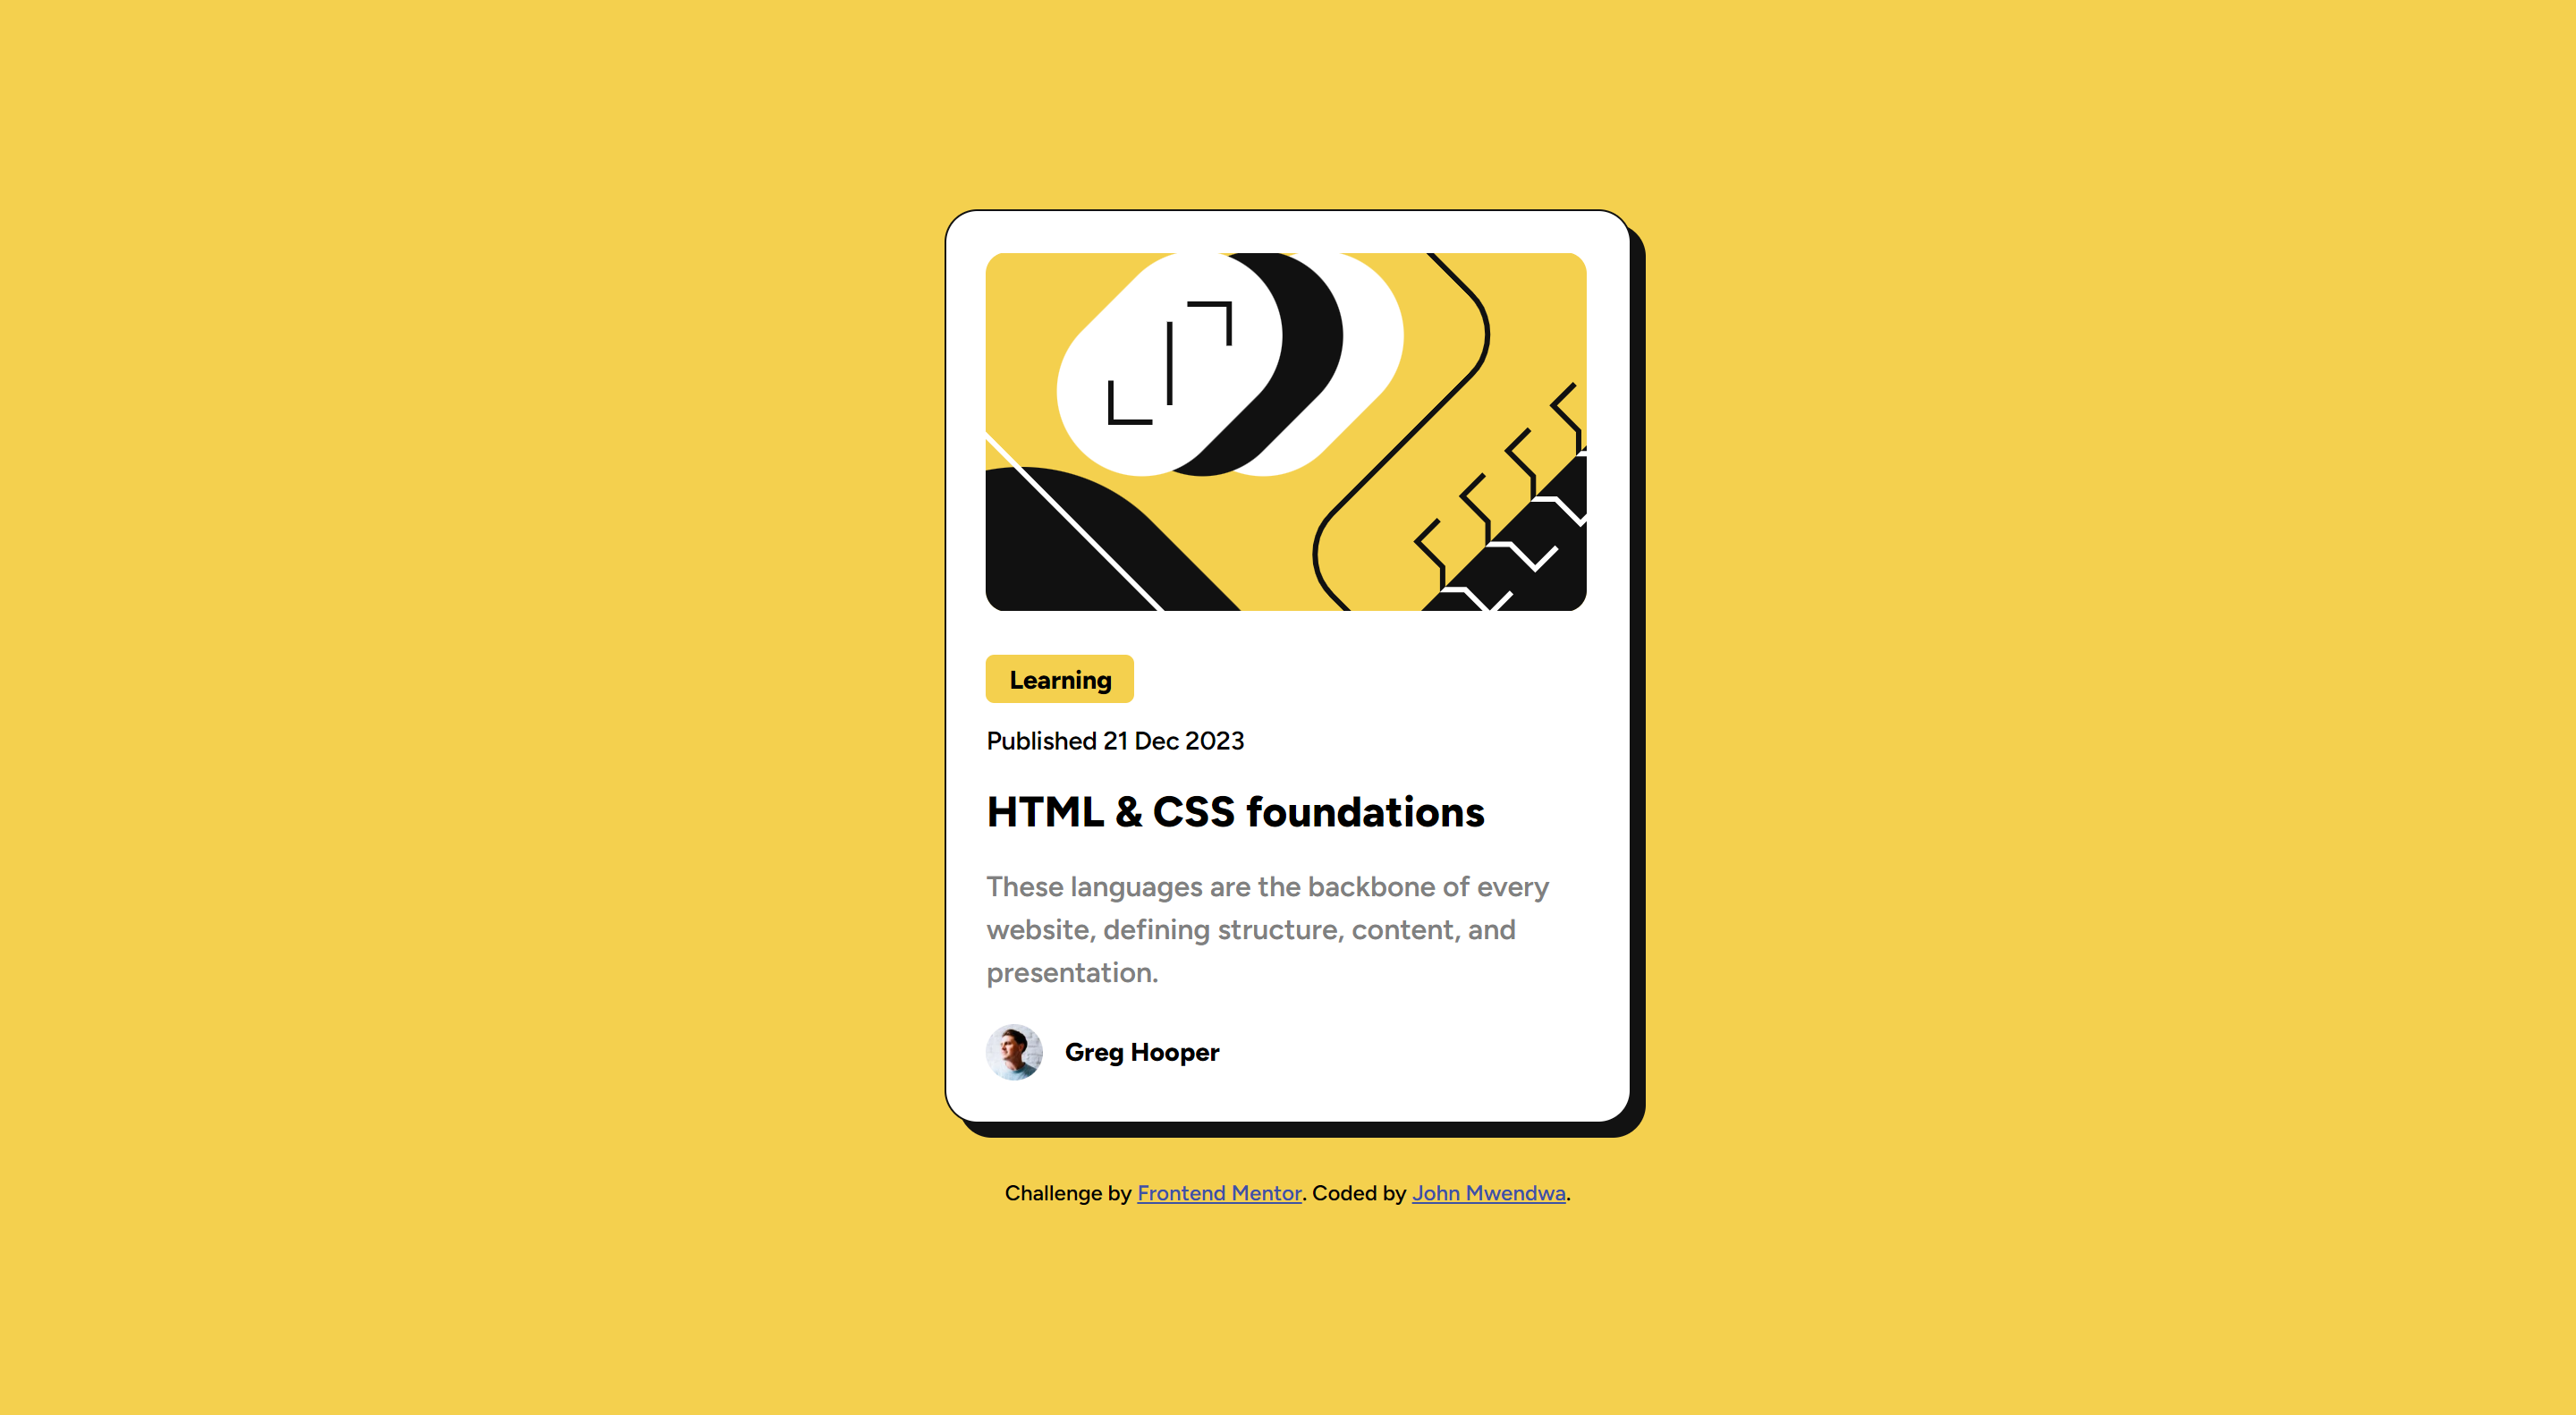 Learning
Published 21 Dec 2023
HTML & CSS foundations
These languages are the backbone of every
website, defining structure, content, and
presentation.
Greg Hooper
Challenge by Frontend Mentor. Coded by John Mwendwa.